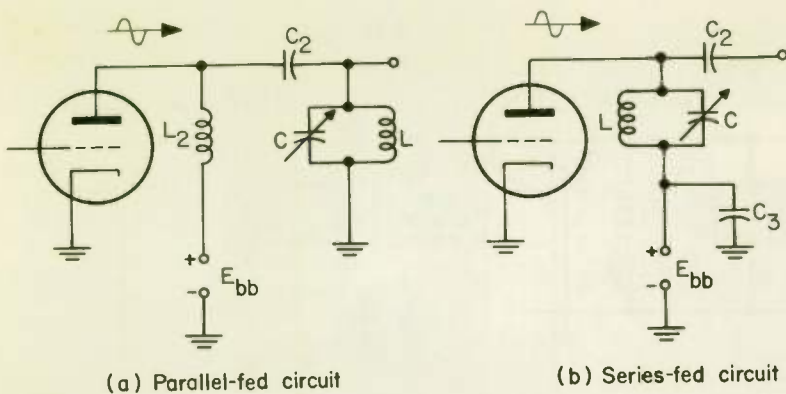 C2
L2
C
L
+
Ebb
-
(a) Parallel-fed circuit
C2
L
C
C3
+
Ebb
-
(b) Series-fed circuit